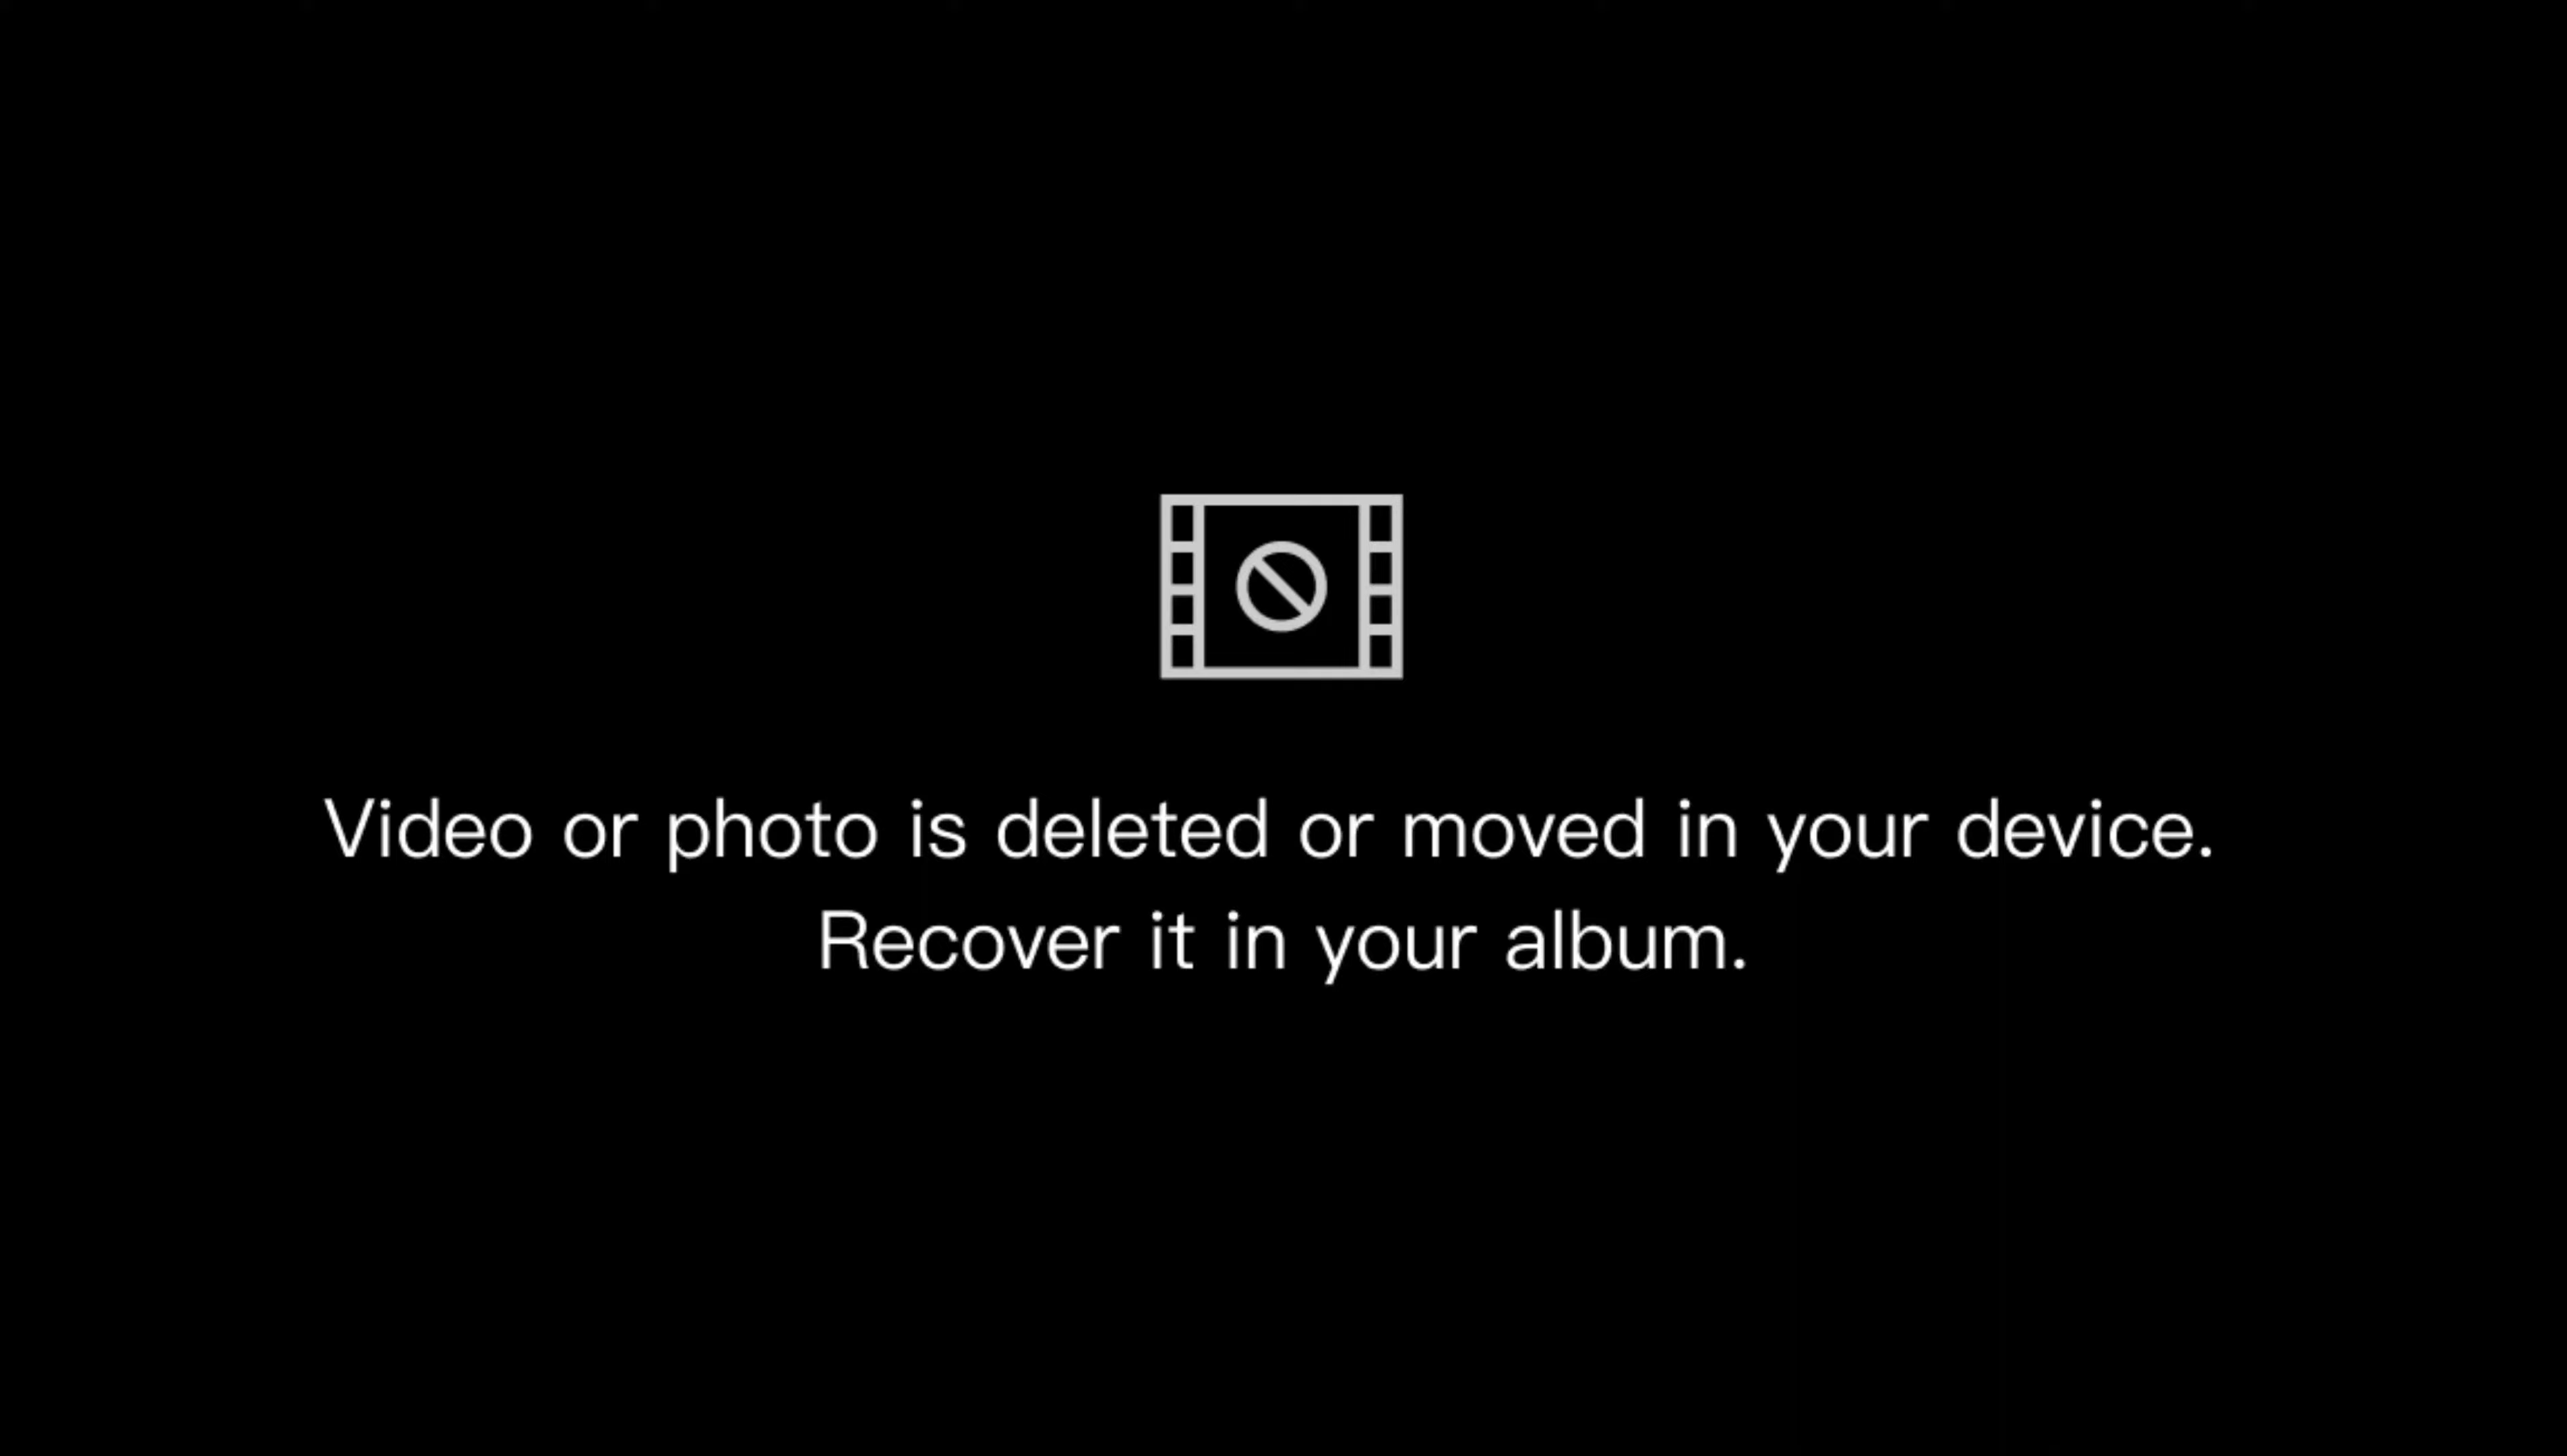 Video or photo is deleted or moved in your device.
Recover it in your album.